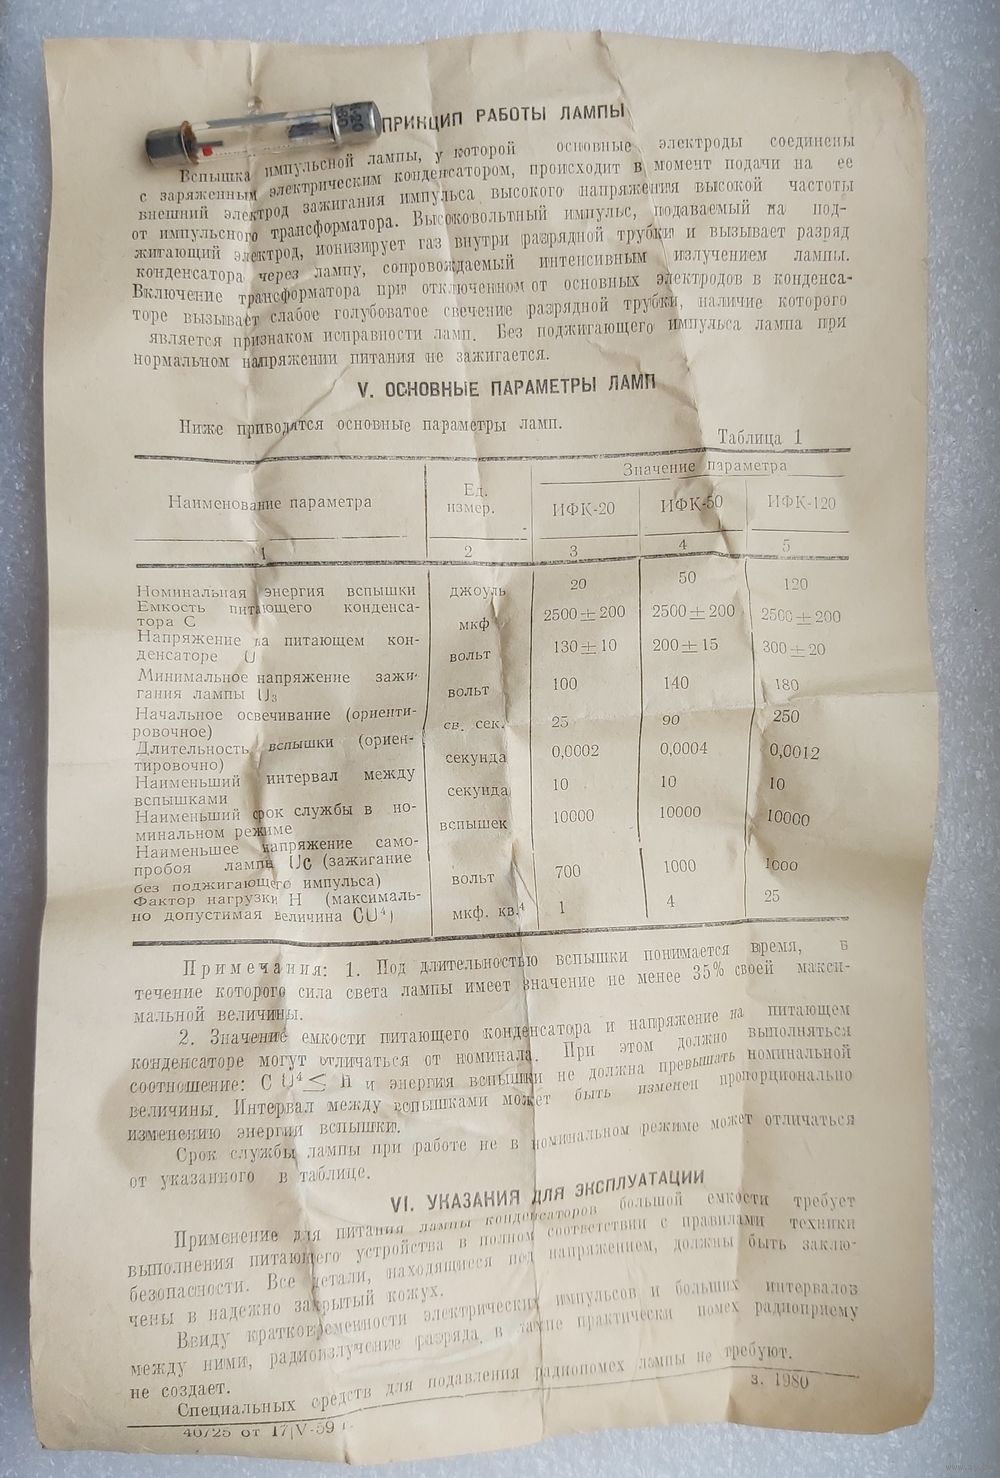 ПРИНЦИП РАБОТЫ ЛАМПЫ
Вспышка импульсной лампы, у которой основные электроды соединены
с заряженным электрическим конденсатором, происходит в момент подачи на ее
внешний электрод зажигания импульса высокого напряжения высокой частоты
от импульсного трансформатора. Высоковольтный импульс, подаваемый на под-
жигающий электрод, ионизирует газ внутри разрядной трубки и вызывает разряд
конденсатора через лампу, сопровождаемый интенсивным излучением лампы.
Включение трансформатора при отключенном от основных электродов в конденса-
торе вызывает слабое голубоватое свечение разрядной трубки, наличие которого
является признаком исправности ламп. Без поджигающего импульса лампа при
нормальном напряжении питания не зажигается.
V. ОСНОВНЫЕ ПАРАМЕТРЫ ЛАМП
Ниже приводятся основные параметры ламп.
Таблица 1
Наименование параметра Ед. измер. Значение параметра
ИФК-20 ИФК-50 ИФК-120
1 2 3 4 5
Номинальная энергия вспышки джоуль 20 50 120
Емкость питающего конденса-
тора С мкф 2500±200 2500±200 2500±200
Напряжение на питающем кон-
денсаторе U вольт 130±10 200±15 300±20
Минимальное напряжение зажи-
гания лампы U₃ вольт 100 140 180
Начальное освечивание (ориенти-
ровочное) св. сек. 25 90 250
Длительность вспышки (ориен-
тировочно) секунда 0,0002 0,0004 0,0012
Наименьший интервал между
вспышками секунда 10 10 10
Наименьший срок службы в но-
минальном режиме вспышек 10000 10000 10000
Наименьшее напряжение само-
пробоя лампы Uс (зажигание
без поджигающего импульса) вольт 700 1000 1000
Фактор нагрузки Н (максималь-
но допустимая величина CU⁴) мкф. кв.⁴ 1 4 25
Примечания: 1. Под длительностью вспышки понимается время, в
течение которого сила света лампы имеет значение не менее 35% своей макси-
мальной величины.
2. Значение емкости питающего конденсатора и напряжение на питающем
конденсаторе могут отличаться от номинала. При этом должно выполняться
соотношение: C U⁴ ≤ Н и энергия вспышки не должна превышать номинальной
величины. Интервал между вспышками может быть изменен пропорционально
изменению энергии вспышки.
Срок службы лампы при работе не в номинальном режиме может отличаться
от указанного в таблице.
VI. УКАЗАНИЯ ДЛЯ ЭКСПЛУАТАЦИИ
Применение для питания лампы конденсаторов большой емкости требует
выполнения питающего устройства в полном соответствии с правилами техники
безопасности. Все детали, находящиеся под напряжением, должны быть заклю-
чены в надежно закрытый кожух.
Ввиду кратковременности электрических импульсов и больших интервалов
между ними, радиоизлучение разряда в лампе практически помех радиоприему
не создает.
Специальных средств для подавления радиопомех лампы не требуют.
40725 от 17|V-59 г.
з. 1980